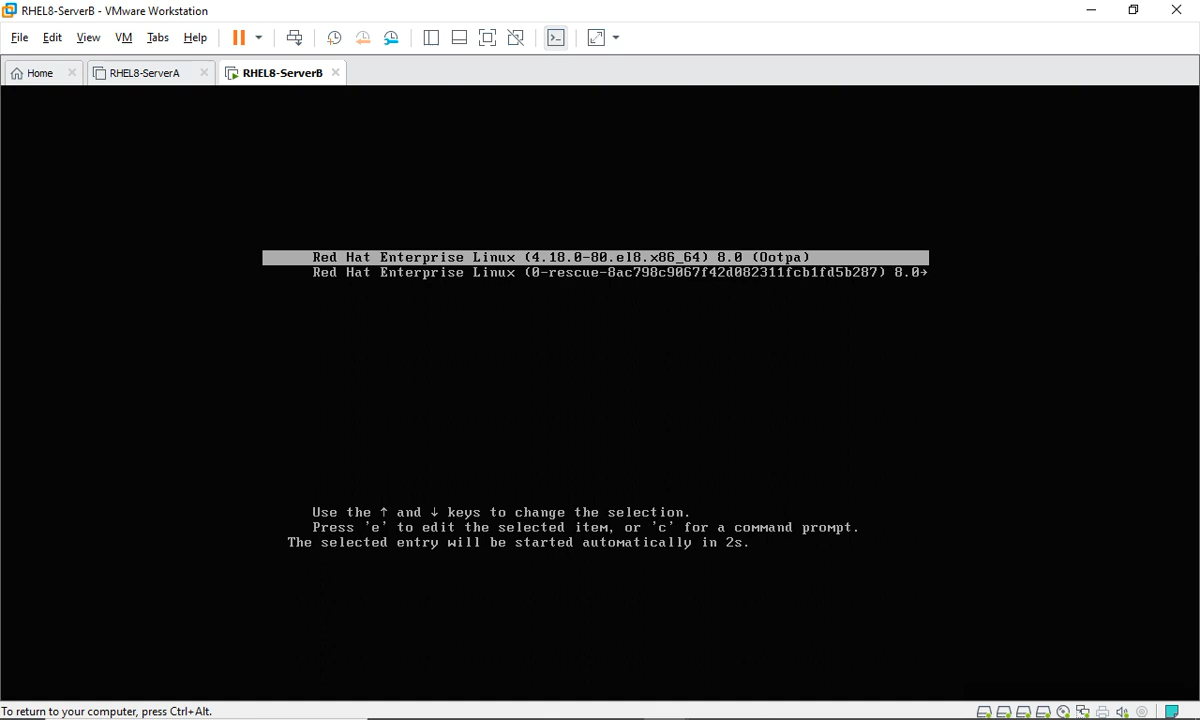 RHEL8-ServerB - VMware Workstation
File Edit View VM Tabs Help
Home RHEL8-ServerA RHEL8-ServerB
Red Hat Enterprise Linux (4.18.0-80.el8.x86_64) 8.0 (Ootpa)
Red Hat Enterprise Linux (0-rescue-8ac798c9067f42d082311fcb1fd5b287) 8.0→
Use the ↑ and ↓ keys to change the selection.
Press 'e' to edit the selected item, or 'c' for a command prompt.
The selected entry will be started automatically in 2s.
To return to your computer, press Ctrl+Alt.